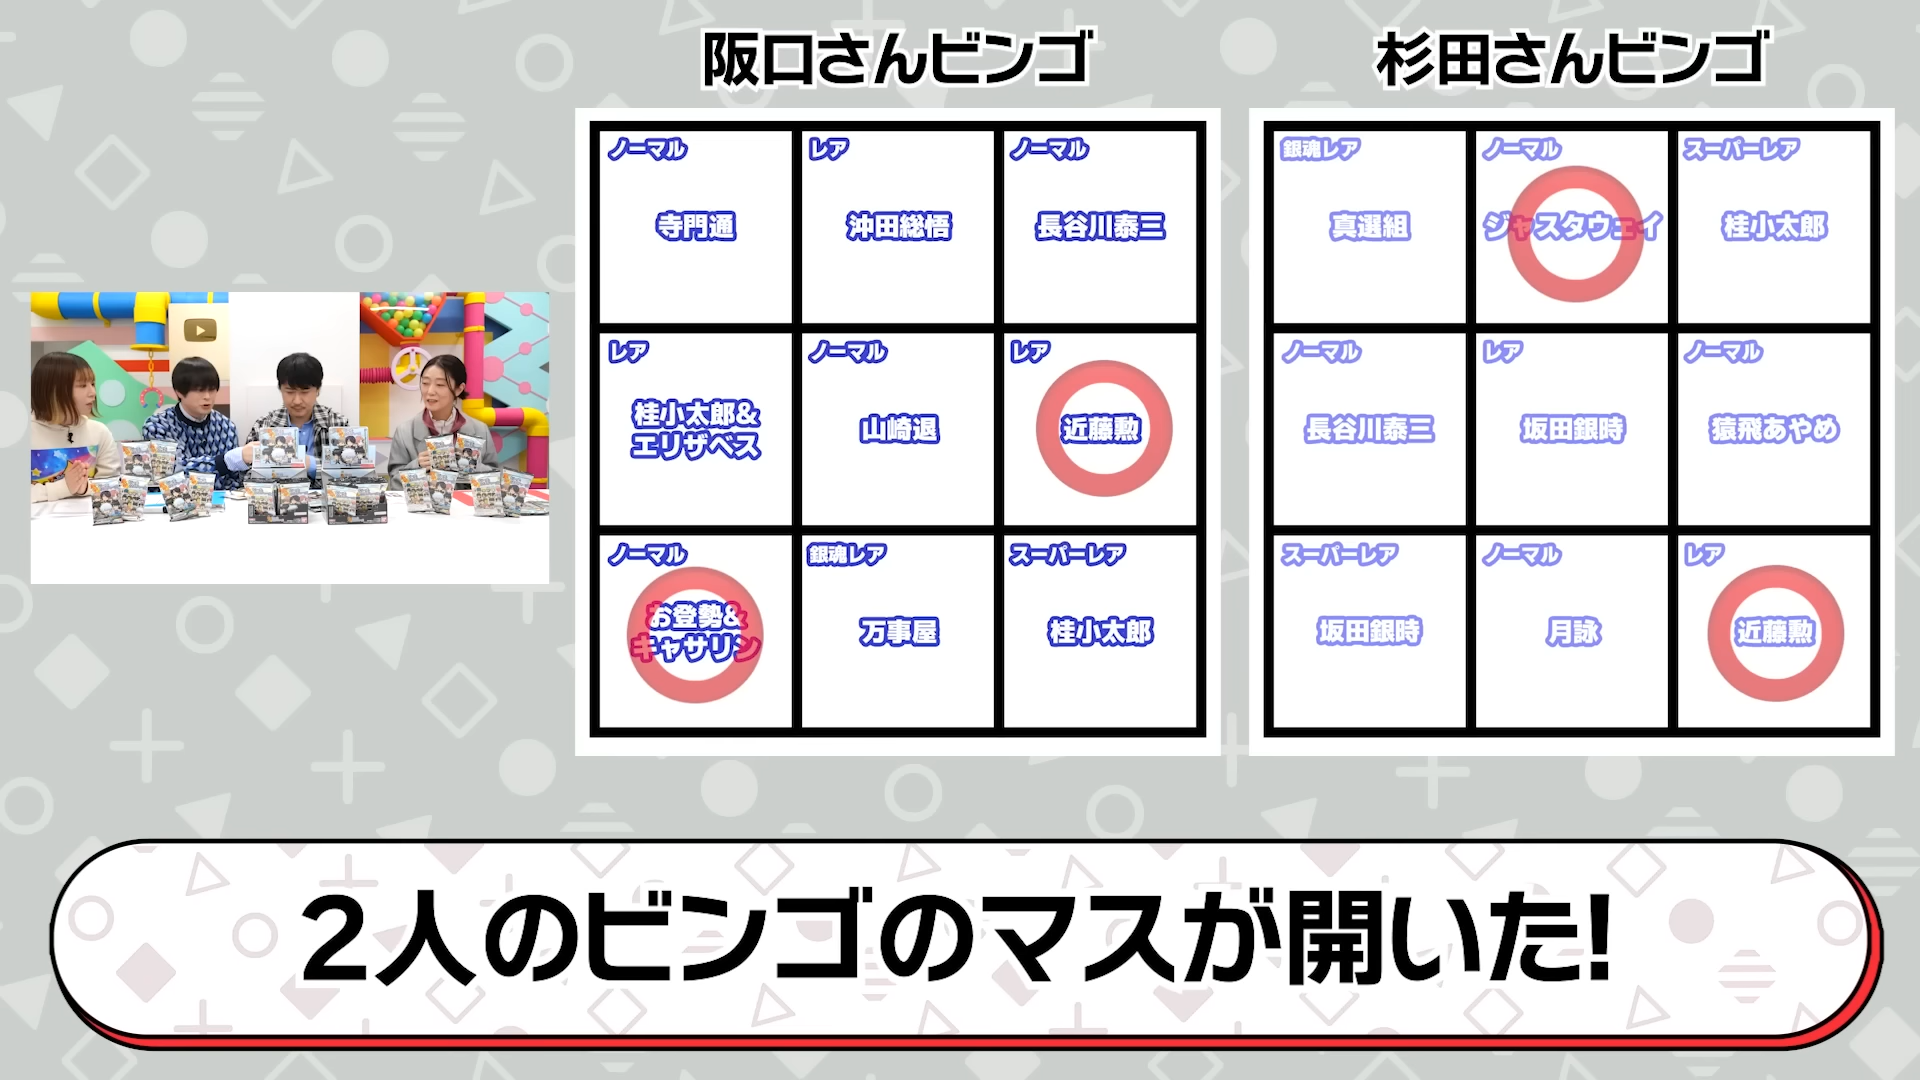 阪口さんビンゴ
ノーマル
寺門通
レア
沖田総悟
ノーマル
長谷川泰三
レア
桂小太郎&
エリザベス
ノーマル
山崎退
レア
近藤勲
ノーマル
お登勢&
キャサリン
銀魂レア
万事屋
スーパーレア
桂小太郎
杉田さんビンゴ
銀魂レア
真選組
ノーマル
ジャスタウェイ
スーパーレア
桂小太郎
ノーマル
長谷川泰三
レア
坂田銀時
ノーマル
猿飛あやめ
スーパーレア
坂田銀時
ノーマル
月詠
レア
近藤勲
2人のビンゴのマスが開いた!